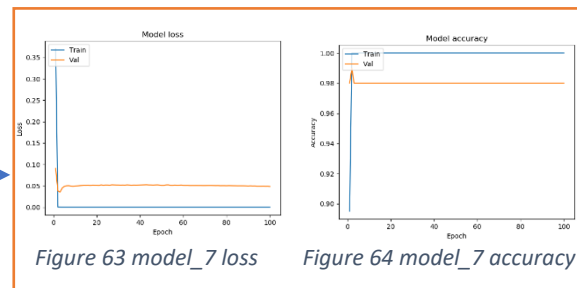 Model loss
Train
Val
0.35
0.30
0.25
0.20
0.15
0.10
0.05
0.00
Loss
0
20
40
60
80
100
Epoch
Figure 63 model_7 loss
Model accuracy
Train
Val
1.00
0.98
0.96
0.94
0.92
0.90
Accuracy
0
20
40
60
80
100
Epoch
Figure 64 model_7 accuracy